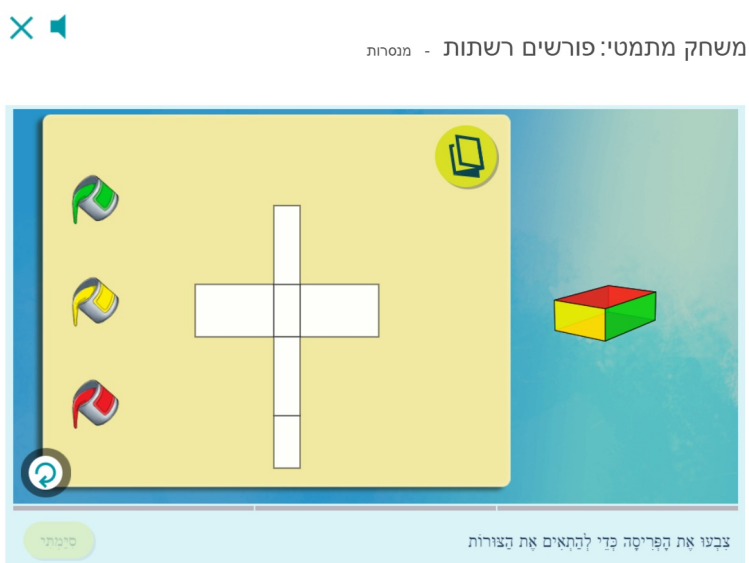 משחק מתמטי: פורשים רשתות - מנסרות
צִבְעוּ אֶת הַפְּרִיסָה כְּדֵי לְהַתְאִים אֶת הַצּוּרוֹת
סִיַּמְתִּי